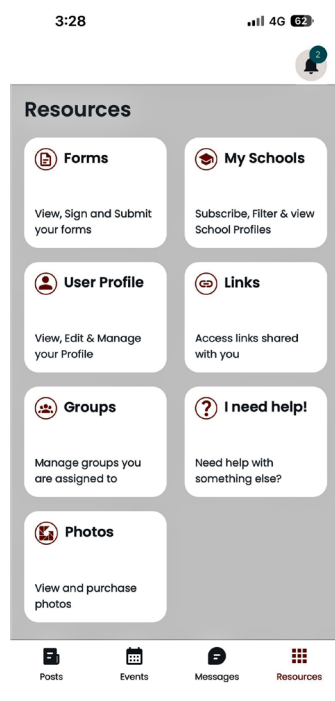 3:28
4G 62
2
Resources
Forms
View, Sign and Submit
your forms
My Schools
Subscribe, Filter & view
School Profiles
User Profile
View, Edit & Manage
your Profile
Links
Access links shared
with you
Groups
Manage groups you
are assigned to
I need help!
Need help with
something else?
Photos
View and purchase
photos
Posts
Events
Messages
Resources